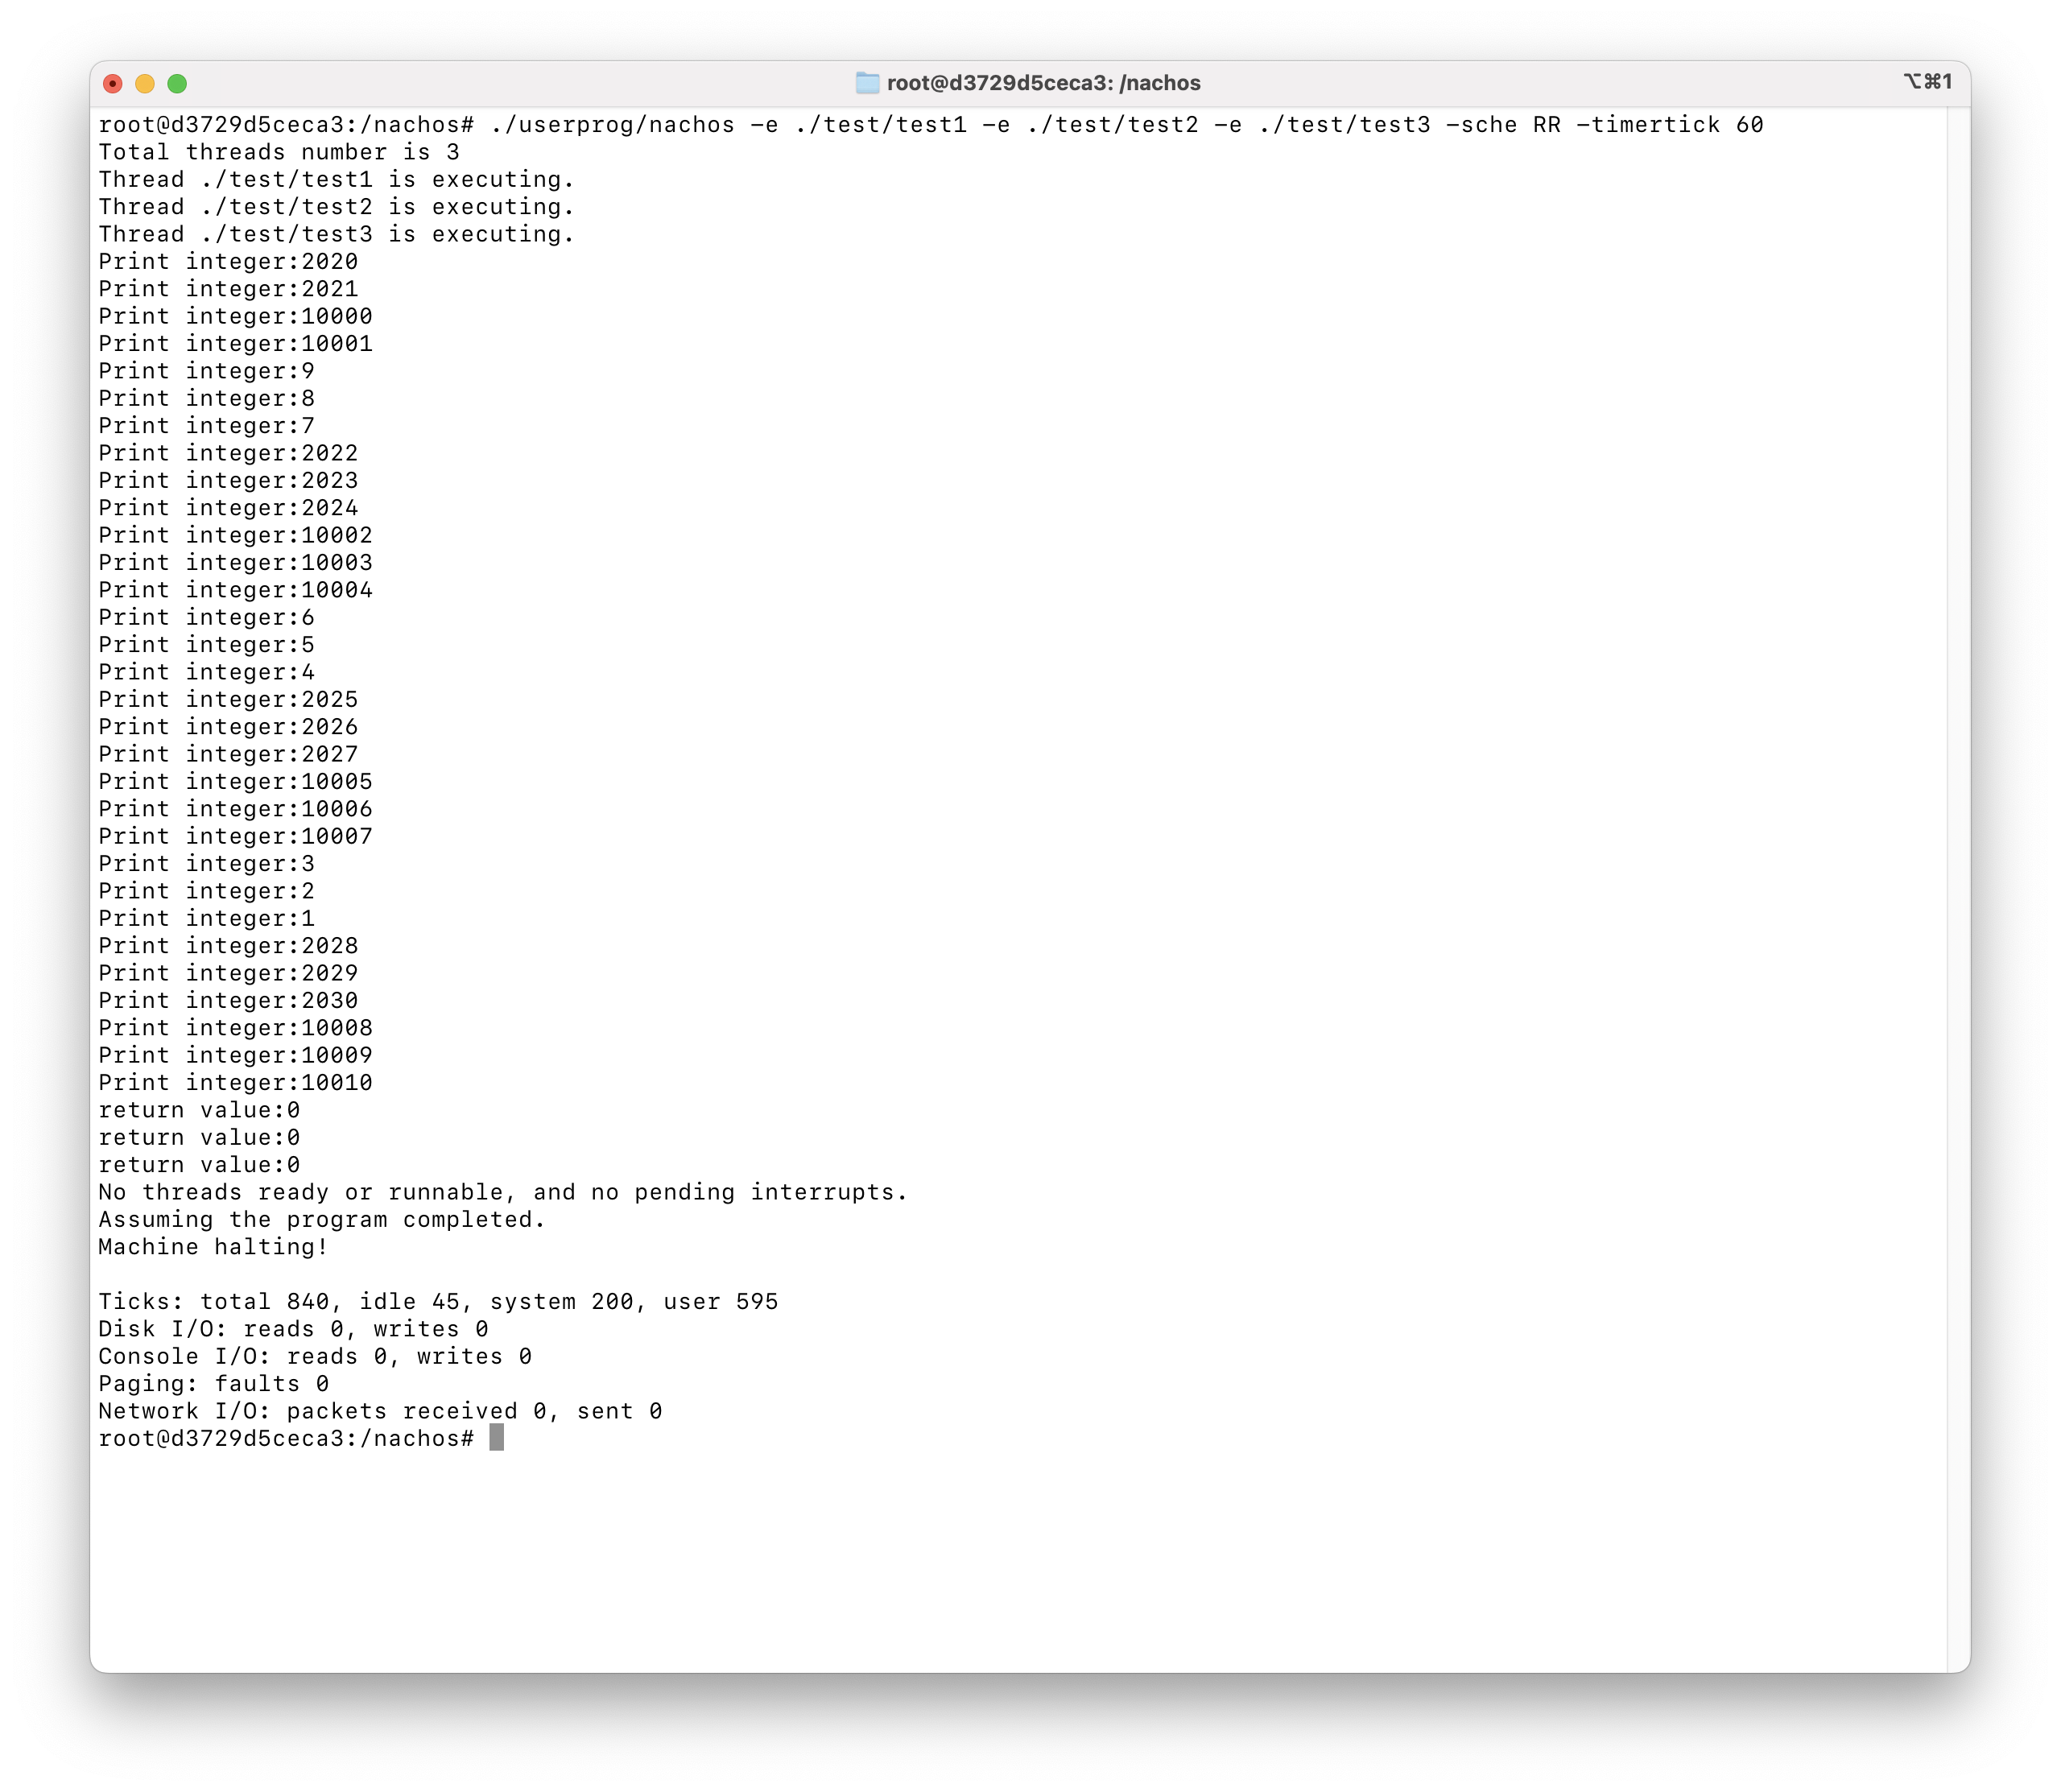 root@d3729d5ceca3: /nachos
⌥⌘1
root@d3729d5ceca3:/nachos# ./userprog/nachos -e ./test/test1 -e ./test/test2 -e ./test/test3 -sche RR -timertick 60
Total threads number is 3
Thread ./test/test1 is executing.
Thread ./test/test2 is executing.
Thread ./test/test3 is executing.
Print integer:2020
Print integer:2021
Print integer:10000
Print integer:10001
Print integer:9
Print integer:8
Print integer:7
Print integer:2022
Print integer:2023
Print integer:2024
Print integer:10002
Print integer:10003
Print integer:10004
Print integer:6
Print integer:5
Print integer:4
Print integer:2025
Print integer:2026
Print integer:2027
Print integer:10005
Print integer:10006
Print integer:10007
Print integer:3
Print integer:2
Print integer:1
Print integer:2028
Print integer:2029
Print integer:2030
Print integer:10008
Print integer:10009
Print integer:10010
return value:0
return value:0
return value:0
No threads ready or runnable, and no pending interrupts.
Assuming the program completed.
Machine halting!

Ticks: total 840, idle 45, system 200, user 595
Disk I/O: reads 0, writes 0
Console I/O: reads 0, writes 0
Paging: faults 0
Network I/O: packets received 0, sent 0
root@d3729d5ceca3:/nachos#